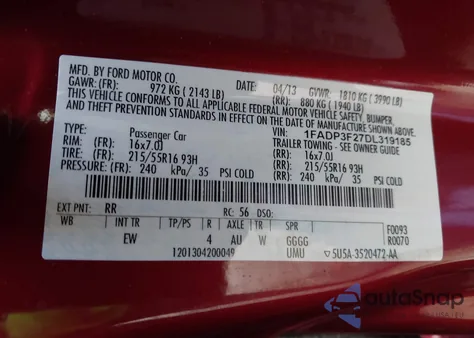 MFD. BY FORD MOTOR CO. DATE: 04/13 GVWR: 1810 KG (3990 LB)
GAWR: (FR): 972 KG (2143 LB) (RR): 880 KG (1940 LB)
THIS VEHICLE CONFORMS TO ALL APPLICABLE FEDERAL MOTOR VEHICLE SAFETY, BUMPER,
AND THEFT PREVENTION STANDARDS IN EFFECT ON THE DATE OF MANUFACTURE SHOWN ABOVE.
VIN: 1FADP3F27DL319185
TYPE: Passenger Car TRAILER TOWING - SEE OWNER GUIDE
RIM: (FR): 16x7.0J (RR): 16x7.0J
TIRE: 215/55R16 93H 215/55R16 93H
PRESSURE: (FR): 240 kPa/ 35 PSI COLD (RR): 240 kPa/ 35 PSI COLD
EXT PNT: RR RC: 56 DSO: F0093
WB INT TR TP/PS R AXLE TR SPR R0070
EW 4 AU W GGGG
1201304200049 UMU 5U5A-3520472-AA
autoSnap